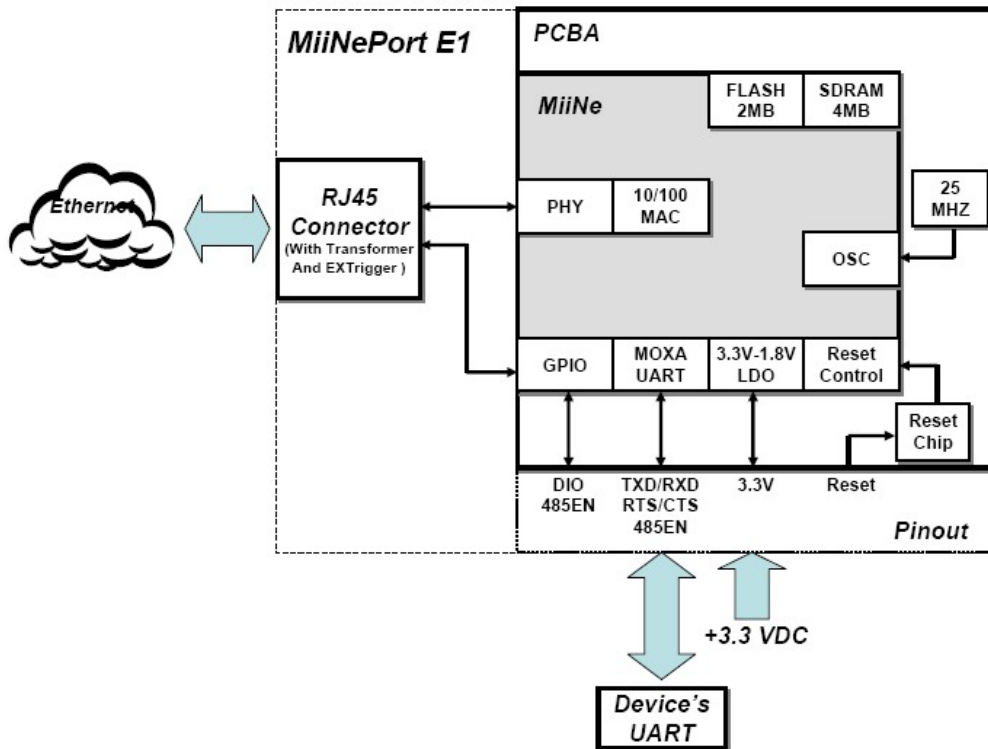 MiiNePort E1
PCBA
MiiNe
FLASH
2MB
SDRAM
4MB
Ethernet
RJ45
Connector
(With Transformer
And EXTrigger )
PHY
10/100
MAC
25
MHZ
OSC
GPIO
MOXA
UART
3.3V-1.8V
LDO
Reset
Control
Reset
Chip
DIO
485EN
TXD/RXD
RTS/CTS
485EN
3.3V
Reset
Pinout
+3.3 VDC
Device's
UART